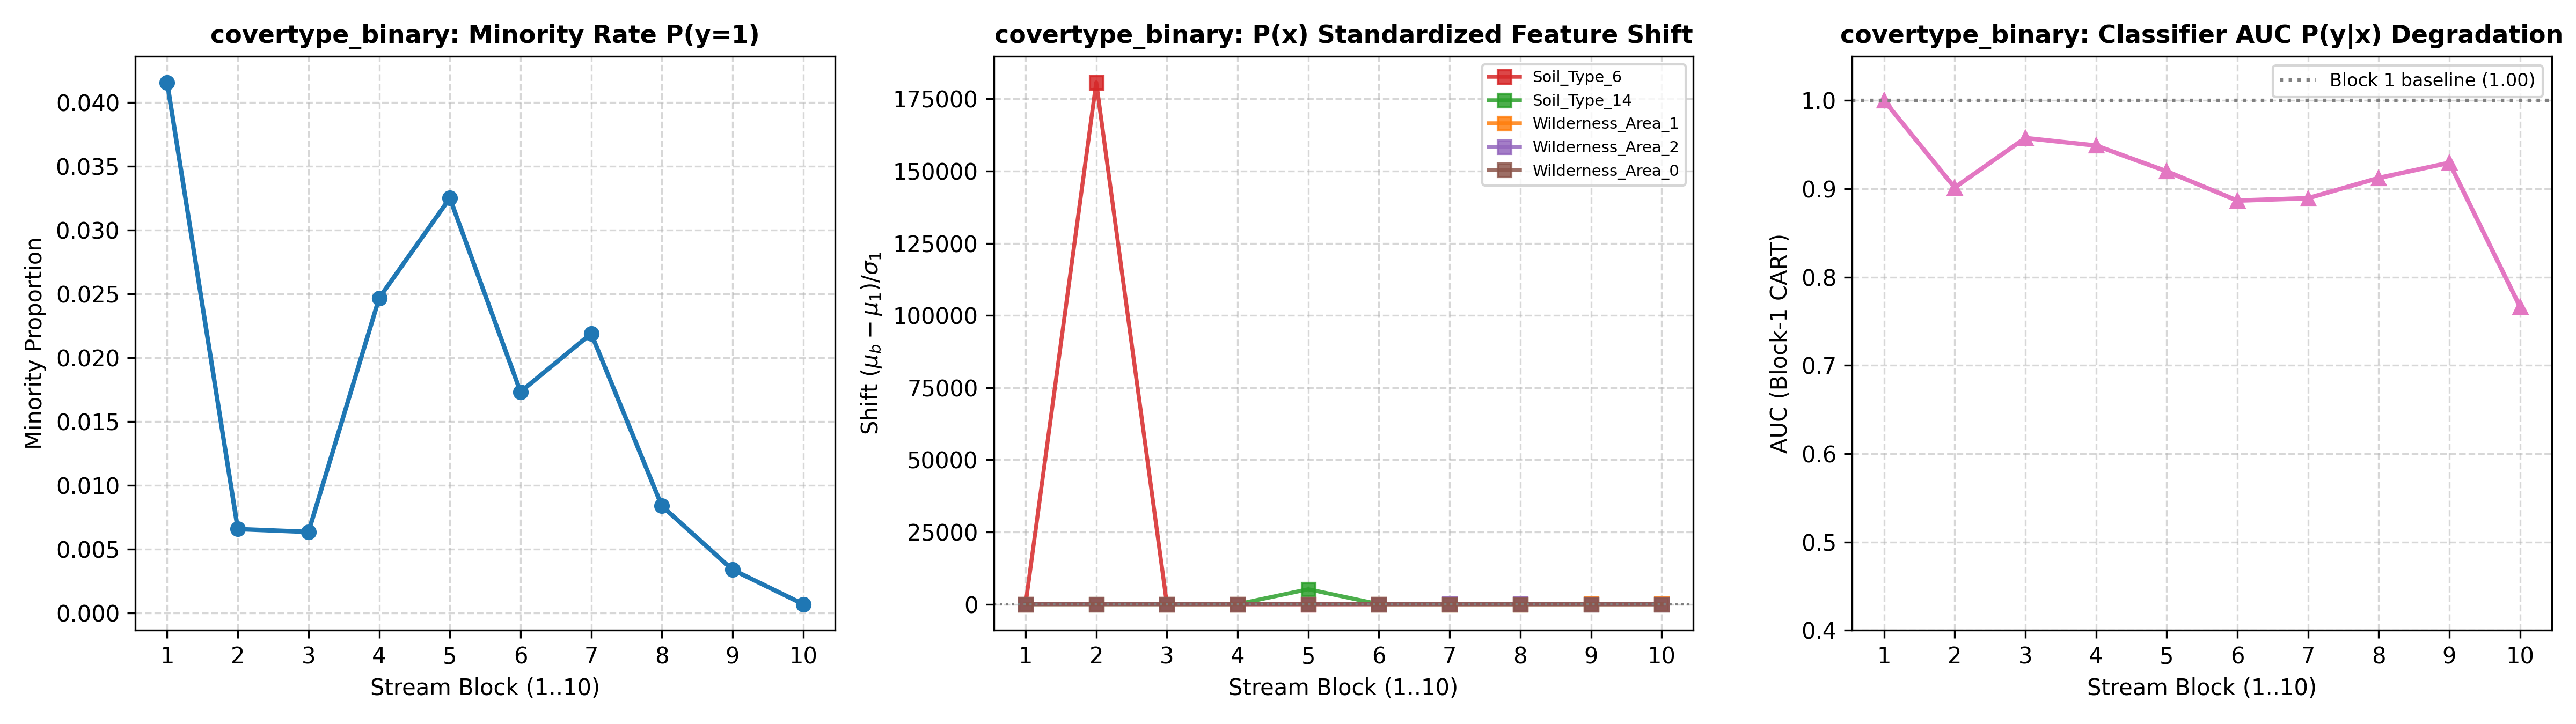 covertype_binary: Minority Rate P(y=1)
Minority Proportion
0.040
0.035
0.030
0.025
0.020
0.015
0.010
0.005
0.000
1 2 3 4 5 6 7 8 9 10
Stream Block (1..10)
covertype_binary: P(x) Standardized Feature Shift
Shift (μ_b − μ_1)/σ_1
175000
150000
125000
100000
75000
50000
25000
0
Soil_Type_6
Soil_Type_14
Wilderness_Area_1
Wilderness_Area_2
Wilderness_Area_0
1 2 3 4 5 6 7 8 9 10
Stream Block (1..10)
covertype_binary: Classifier AUC P(y|x) Degradation
AUC (Block-1 CART)
1.0
0.9
0.8
0.7
0.6
0.5
0.4
Block 1 baseline (1.00)
1 2 3 4 5 6 7 8 9 10
Stream Block (1..10)